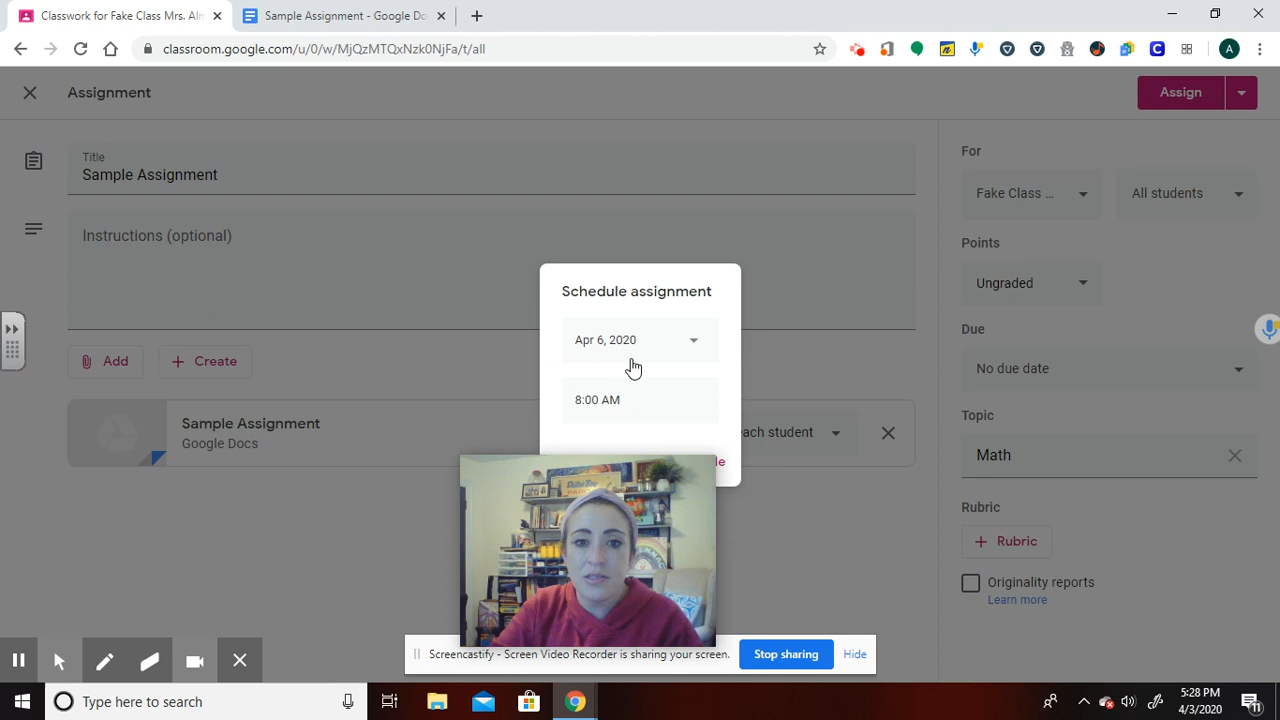 Classwork for Fake Class Mrs. Alm
Sample Assignment - Google Do
classroom.google.com/u/0/w/MjQzMTQxNzk0NjFa/t/all
A
Assignment
Assign
Title
Sample Assignment
Instructions (optional)
Add
Create
Sample Assignment
Google Docs
each student
For
Fake Class ...
All students
Points
Ungraded
Due
No due date
Topic
Math
Rubric
Rubric
Originality reports
Learn more
Schedule assignment
Apr 6, 2020
8:00 AM
le
Screencastify - Screen Video Recorder is sharing your screen.
Stop sharing
Hide
Type here to search
5:28 PM
4/3/2020